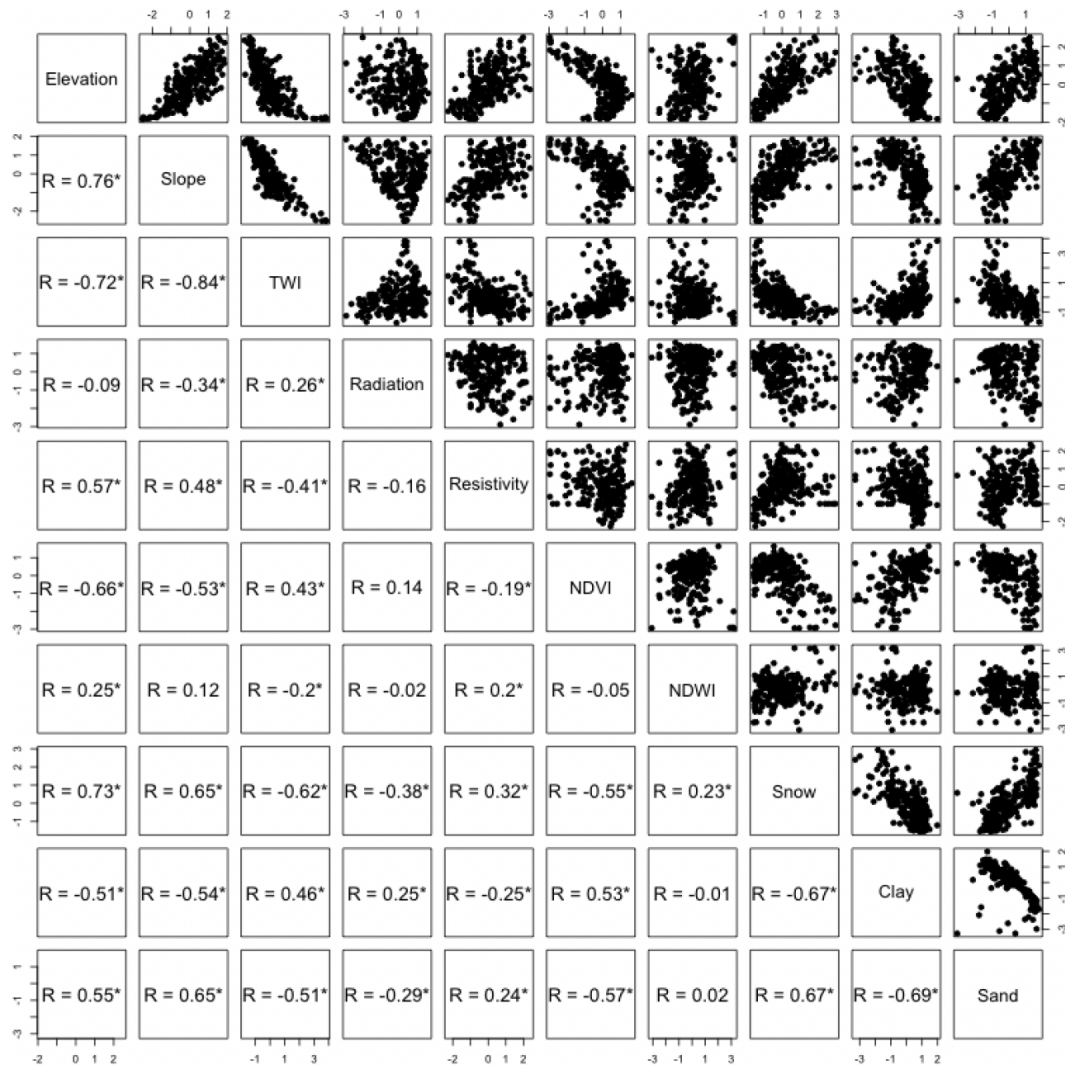 -2 0 1 2 -3 -1 0 1 -3 -1 0 1 -1 0 1 2 3 -3 -1 0 1
Elevation
-2 0 1 2
R = 0.76* Slope
-2 0 1 2
R = -0.72* R = -0.84* TWI
-1 1 3
R = -0.09 R = -0.34* R = 0.26* Radiation
-3 -1 0 1
R = 0.57* R = 0.48* R = -0.41* R = -0.16 Resistivity
-2 0 1 2
R = -0.66* R = -0.53* R = 0.43* R = 0.14 R = -0.19* NDVI
-3 -1 0 1
R = 0.25* R = 0.12 R = -0.2* R = -0.02 R = 0.2* R = -0.05 NDWI
-3 -1 1 3
R = 0.73* R = 0.65* R = -0.62* R = -0.38* R = 0.32* R = -0.55* R = 0.23* Snow
-1 0 1 2 3
R = -0.51* R = -0.54* R = 0.46* R = 0.25* R = -0.25* R = 0.53* R = -0.01 R = -0.67* Clay
-3 -1 1 2
R = 0.55* R = 0.65* R = -0.51* R = -0.29* R = 0.24* R = -0.57* R = 0.02 R = 0.67* R = -0.69* Sand
-3 -1 1
-2 0 1 2 -1 1 3 4 -2 0 1 2 -3 -1 1 3 -3 -1 1 2